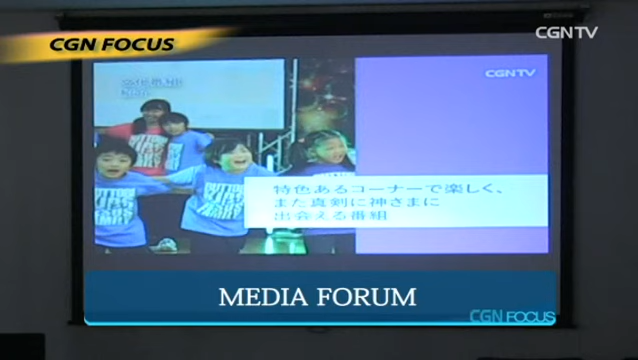 CGN FOCUS
CGNTV
CGNTV
特色あるコーナーで楽しく、
また真剣に神さまに
出会える番組
MEDIA FORUM
CGN FOCUS